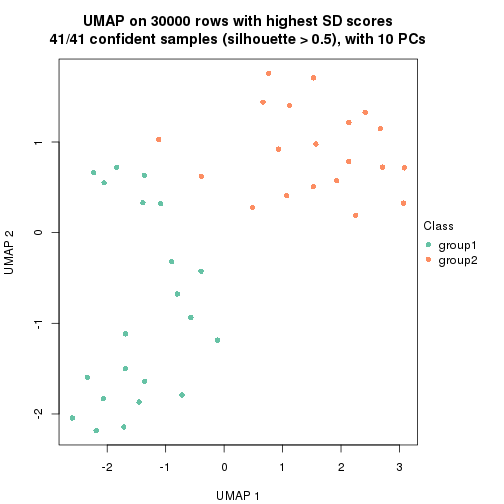 UMAP on 30000 rows with highest SD scores
41/41 confident samples (silhouette > 0.5), with 10 PCs
1
0
-1
-2
UMAP 2
Class
group1
group2
-2 -1 0 1 2 3
UMAP 1